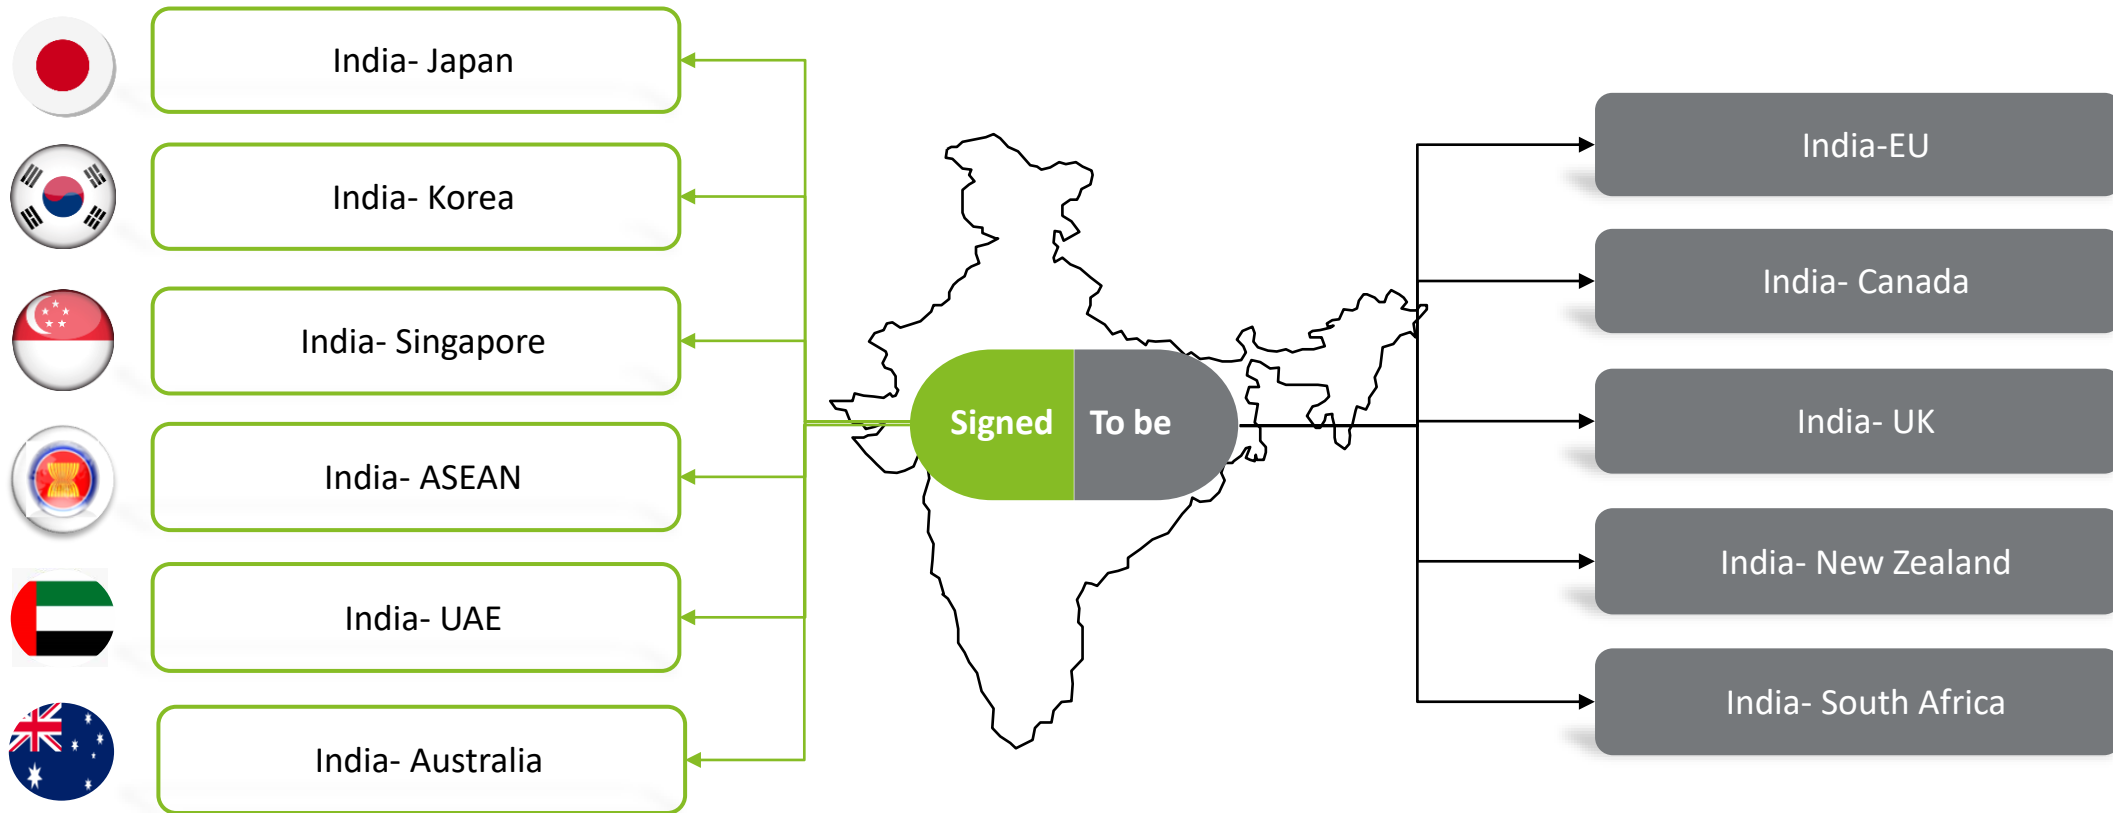 India- Japan
India- Korea
India- Singapore
India- ASEAN
India- UAE
India- Australia
Signed
To be
India-EU
India- Canada
India- UK
India- New Zealand
India- South Africa